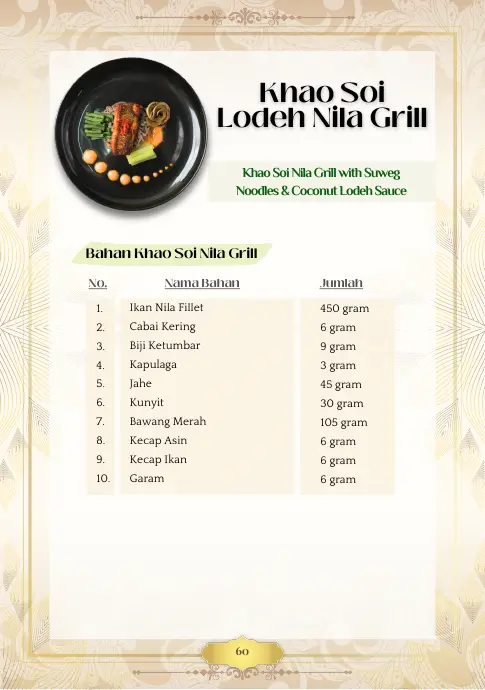 Khao Soi
Lodeh Nila Grill
Khao Soi Nila Grill with Suweg
Noodles & Coconut Lodeh Sauce
Bahan Khao Soi Nila Grill
No. Nama Bahan Jumlah
1. Ikan Nila Fillet 450 gram
2. Cabai Kering 6 gram
3. Biji Ketumbar 9 gram
4. Kapulaga 3 gram
5. Jahe 45 gram
6. Kunyit 30 gram
7. Bawang Merah 105 gram
8. Kecap Asin 6 gram
9. Kecap Ikan 6 gram
10. Garam 6 gram
60